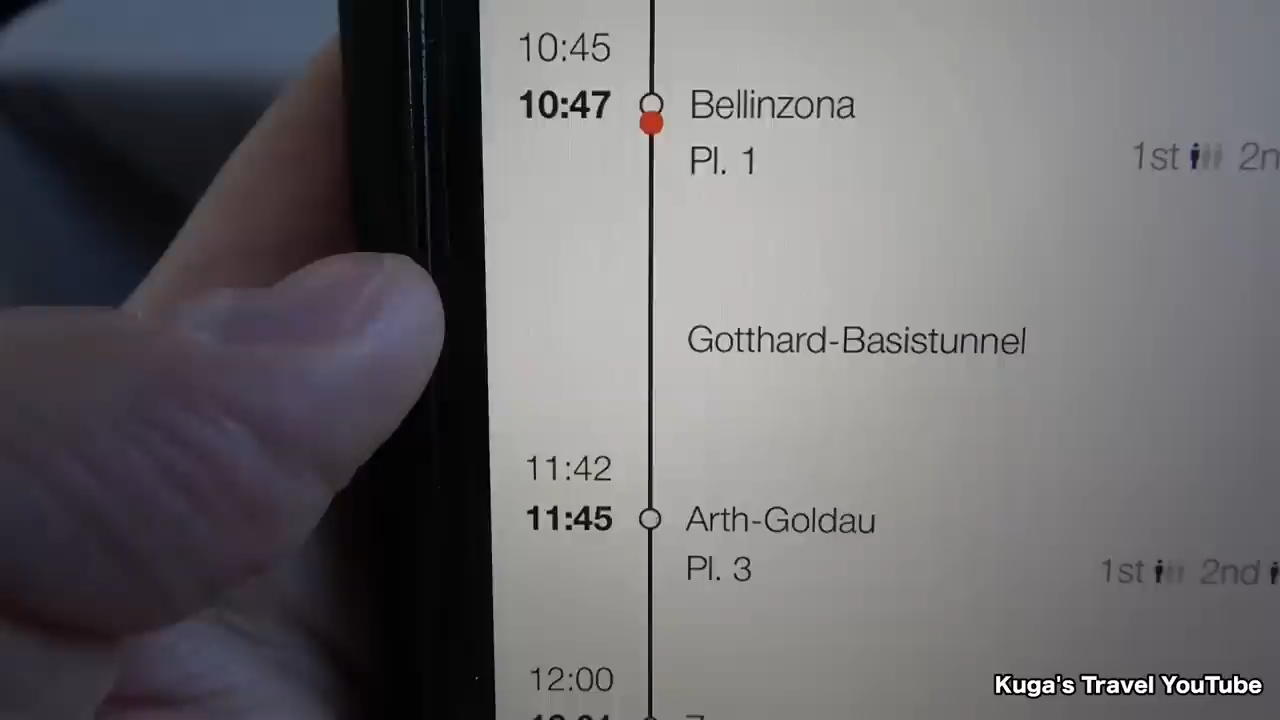 10:45
10:47 Bellinzona
Pl. 1 1st
Gotthard-Basistunnel
11:42
11:45 Arth-Goldau
Pl. 3 1st 2nd
12:00
Kuga's Travel YouTube